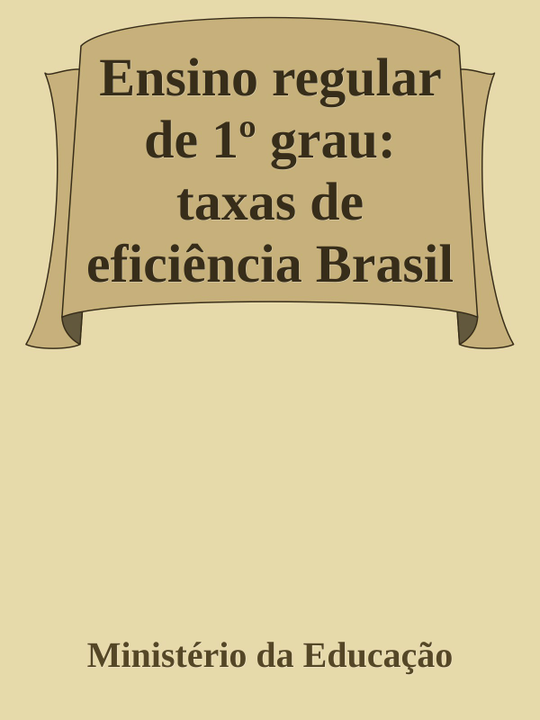 Ensino regular
de 1º grau:
taxas de
eficiência Brasil
Ministério da Educação